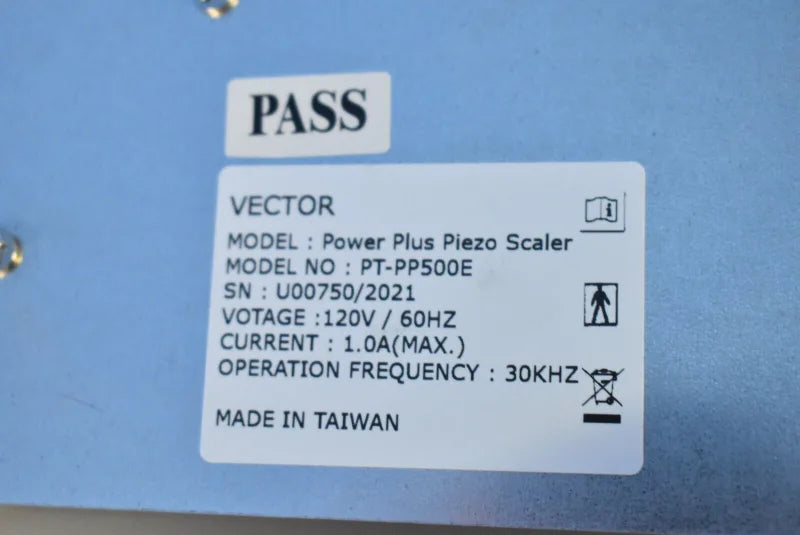 PASS
VECTOR
MODEL : Power Plus Piezo Scaler
MODEL NO : PT-PP500E
SN : U00750/2021
VOTAGE :120V / 60HZ
CURRENT : 1.0A(MAX.)
OPERATION FREQUENCY : 30KHZ
MADE IN TAIWAN